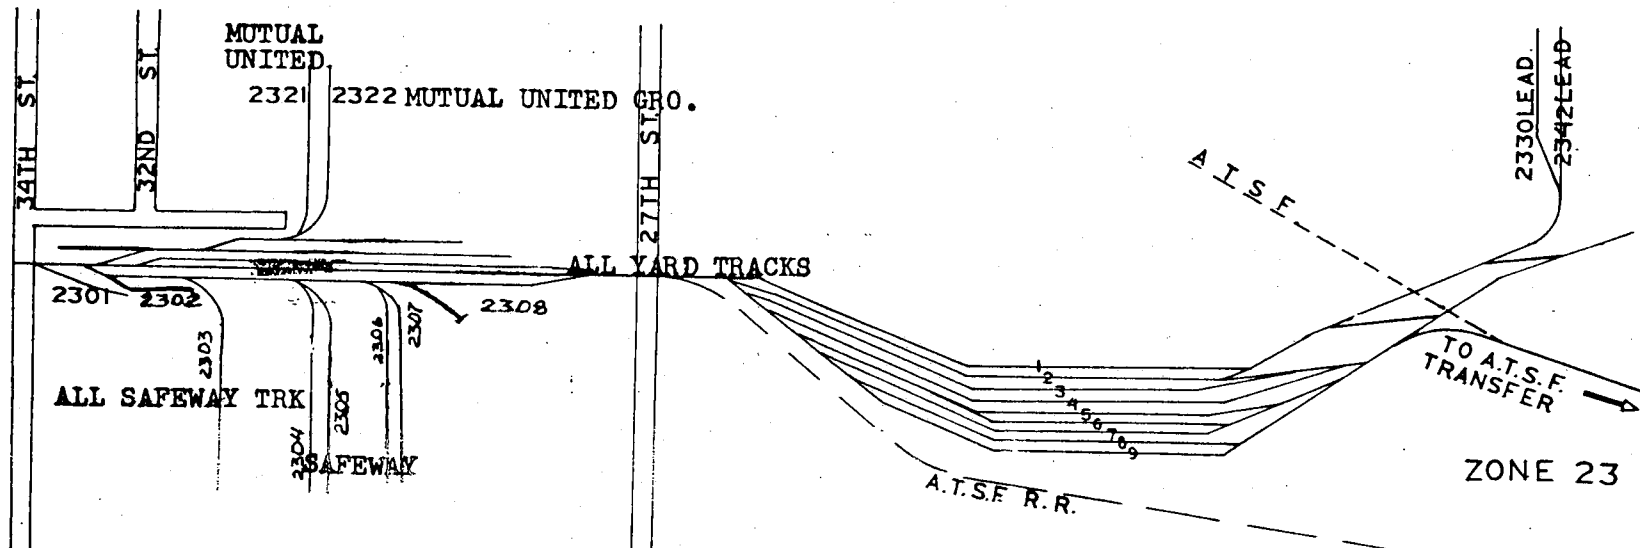 34TH ST.
32ND ST.
MUTUAL
UNITED.
2321
2322 MUTUAL UNITED GRO.
27TH ST.
2330LEAD.
2342LEAD
A.T.S.F.
ALL YARD TRACKS
2301
2302
2308
2303
2306
2307
ALL SAFEWAY TRK
2305
2304
SAFEWAY
1
2
3
4
5
6
7
8
9
TO A.T.S.F.
TRANSFER
A.T.S.F. R.R.
ZONE 23